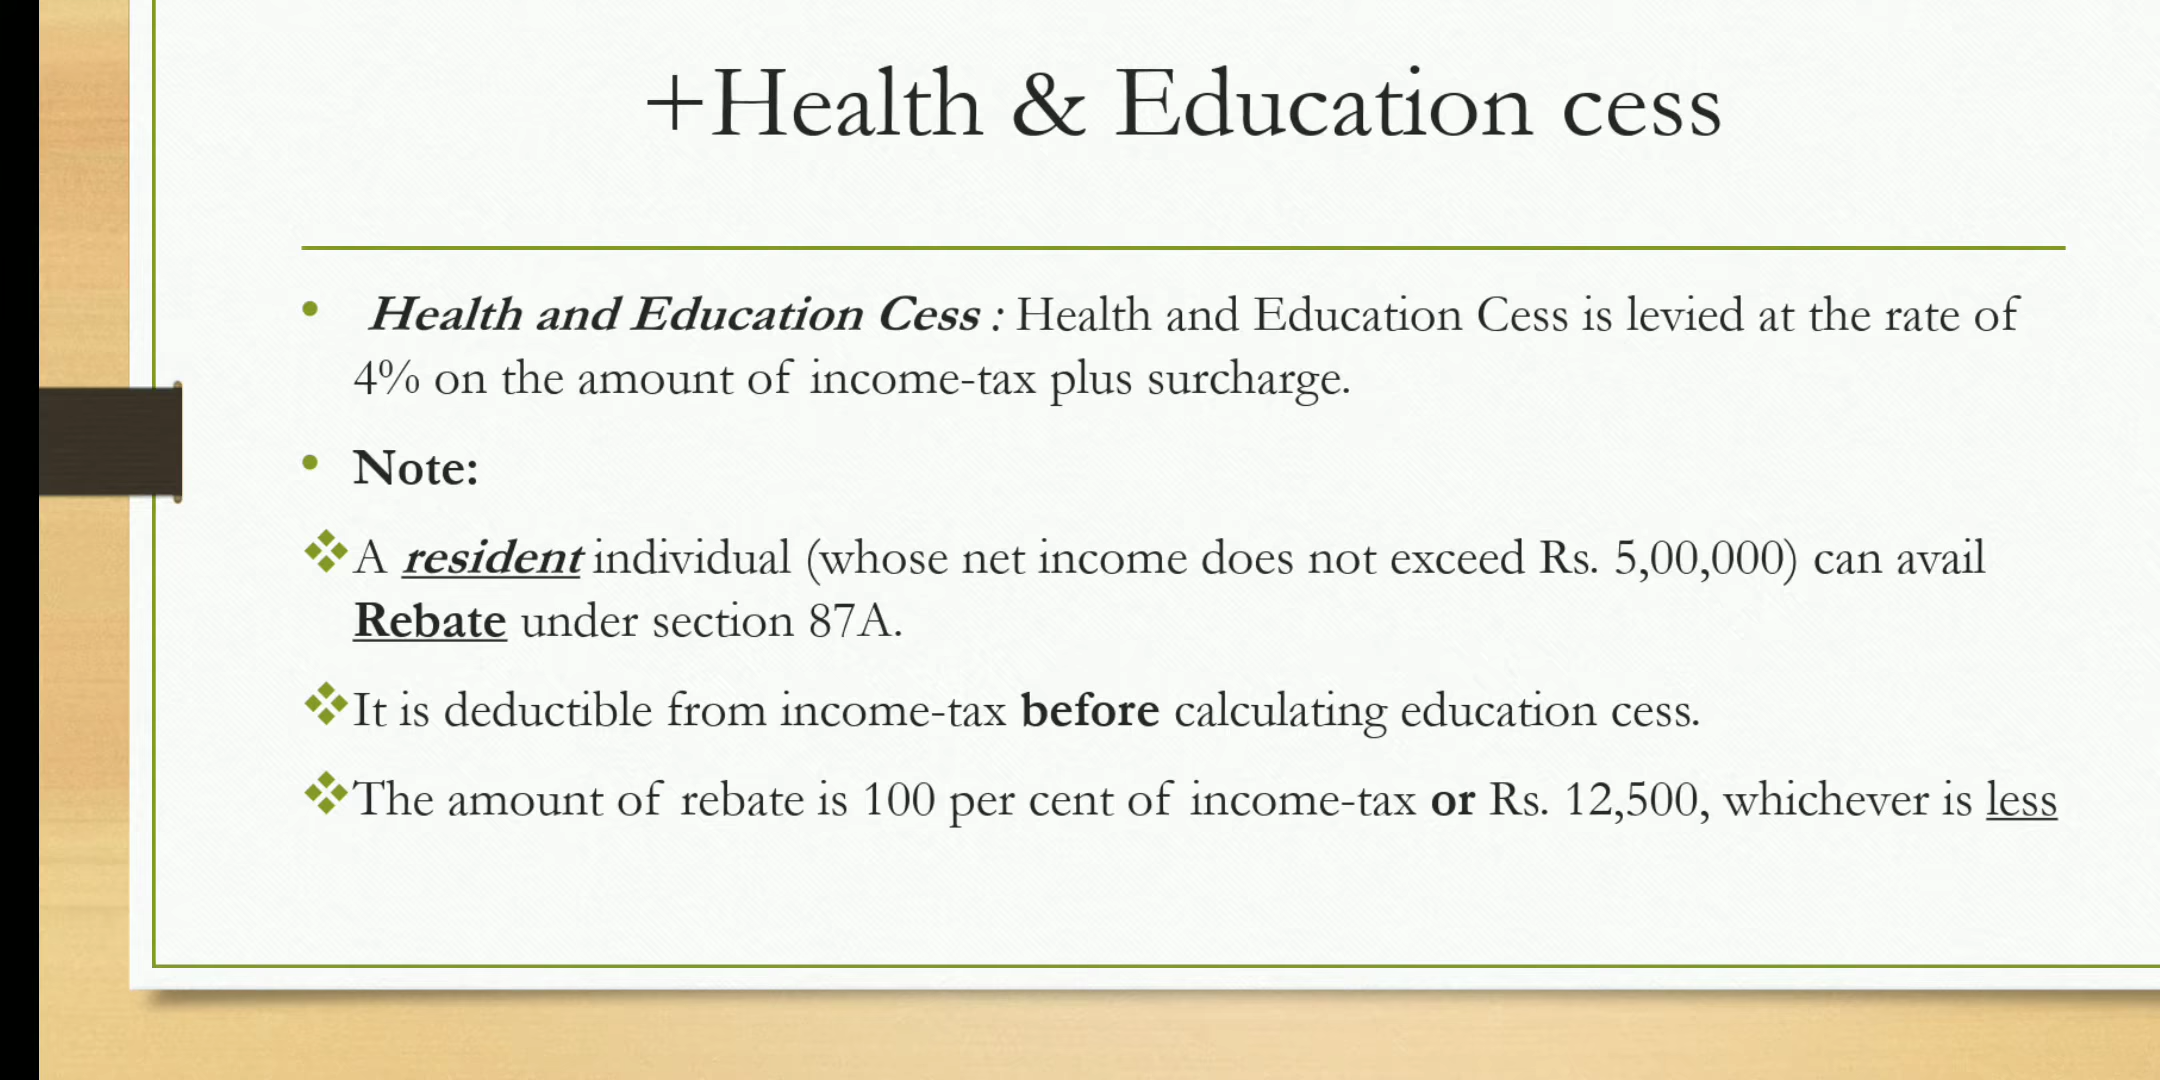 +Health & Education cess
• Health and Education Cess : Health and Education Cess is levied at the rate of
4% on the amount of income-tax plus surcharge.
• Note:
❖A resident individual (whose net income does not exceed Rs. 5,00,000) can avail
Rebate under section 87A.
❖It is deductible from income-tax before calculating education cess.
❖The amount of rebate is 100 per cent of income-tax or Rs. 12,500, whichever is less